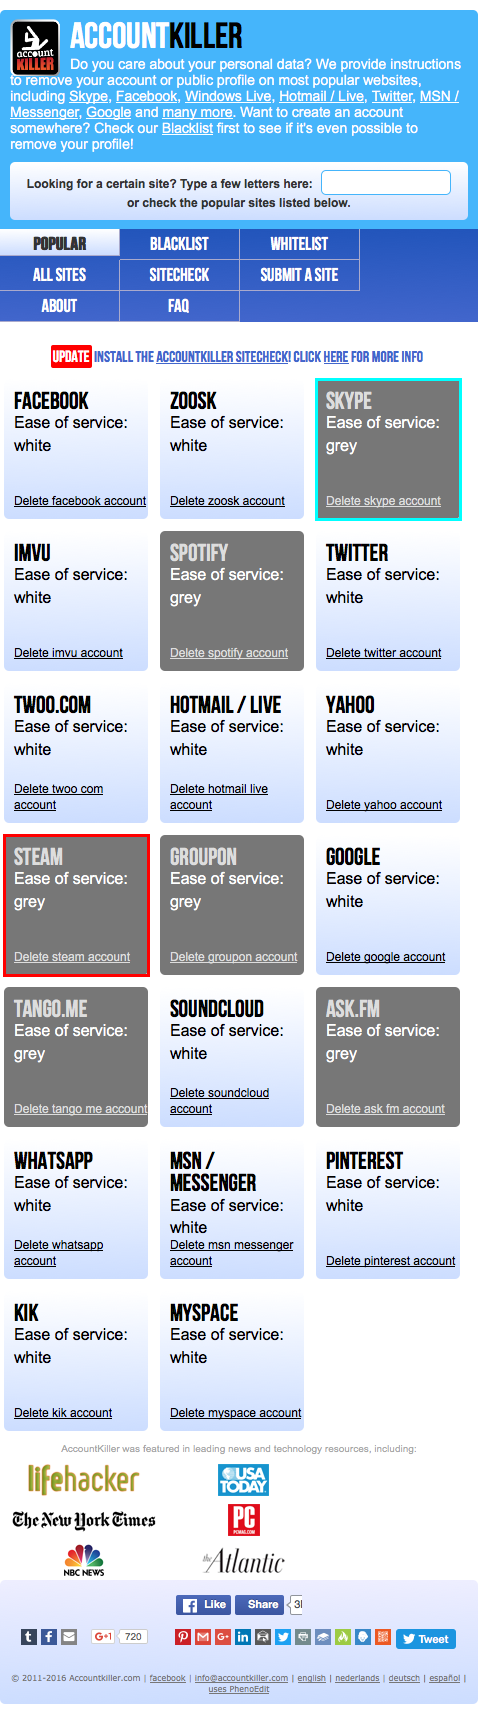 account
KILLER
ACCOUNTKILLER
Do you care about your personal data? We provide instructions
to remove your account or public profile on most popular websites,
including Skype, Facebook, Windows Live, Hotmail / Live, Twitter, MSN /
Messenger, Google and many more. Want to create an account
somewhere? Check our Blacklist first to see if it's even possible to
remove your profile!
Looking for a certain site? Type a few letters here:
or check the popular sites listed below.
POPULAR BLACKLIST WHITELIST
ALL SITES SITECHECK SUBMIT A SITE
ABOUT FAQ
UPDATE INSTALL THE ACCOUNTKILLER SITECHECK! CLICK HERE FOR MORE INFO
FACEBOOK
Ease of service:
white
Delete facebook account
ZOOSK
Ease of service:
white
Delete zoosk account
SKYPE
Ease of service:
grey
Delete skype account
IMVU
Ease of service:
white
Delete imvu account
SPOTIFY
Ease of service:
grey
Delete spotify account
TWITTER
Ease of service:
white
Delete twitter account
TWOO.COM
Ease of service:
white
Delete twoo com
account
HOTMAIL / LIVE
Ease of service:
white
Delete hotmail live
account
YAHOO
Ease of service:
white
Delete yahoo account
STEAM
Ease of service:
grey
Delete steam account
GROUPON
Ease of service:
grey
Delete groupon account
GOOGLE
Ease of service:
white
Delete google account
TANGO.ME
Ease of service:
grey
Delete tango me account
SOUNDCLOUD
Ease of service:
white
Delete soundcloud
account
ASK.FM
Ease of service:
grey
Delete ask fm account
WHATSAPP
Ease of service:
white
Delete whatsapp
account
MSN /
MESSENGER
Ease of service:
white
Delete msn messenger
account
PINTEREST
Ease of service:
white
Delete pinterest account
KIK
Ease of service:
white
Delete kik account
MYSPACE
Ease of service:
white
Delete myspace account
AccountKiller was featured in leading news and technology resources, including:
lifehacker
USA
TODAY
The New York Times
PC
PCMAG.COM
NBC NEWS
the Atlantic
Like Share
G+1 720 Tweet
© 2011-2016 Accountkiller.com | facebook | info@accountkiller.com | english | nederlands | deutsch | español |
uses PhenoEdit